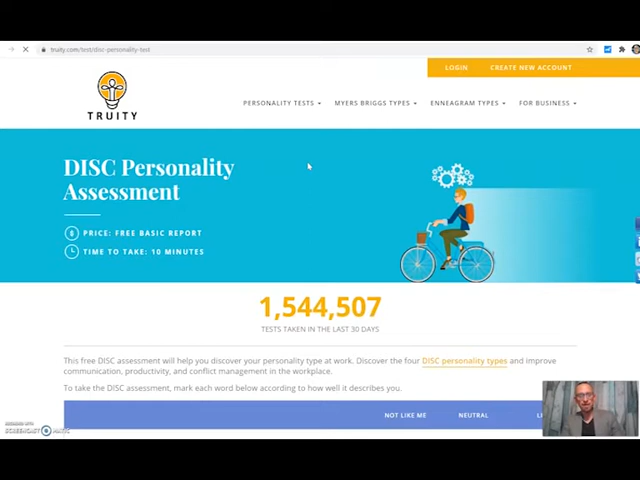 truity.com/test/disc-personality-test
LOGIN CREATE NEW ACCOUNT
TRUITY
PERSONALITY TESTS MYERS BRIGGS TYPES ENNEAGRAM TYPES FOR BUSINESS
DISC Personality
Assessment
PRICE: FREE BASIC REPORT
TIME TO TAKE: 10 MINUTES
1,544,507
TESTS TAKEN IN THE LAST 30 DAYS
This free DISC assessment will help you discover your personality type at work. Discover the four DISC personality types and improve
communication, productivity, and conflict management in the workplace.
To take the DISC assessment, mark each word below according to how well it describes you.
NOT LIKE ME NEUTRAL
RECORDED WITH
SCREENCAST MATIC